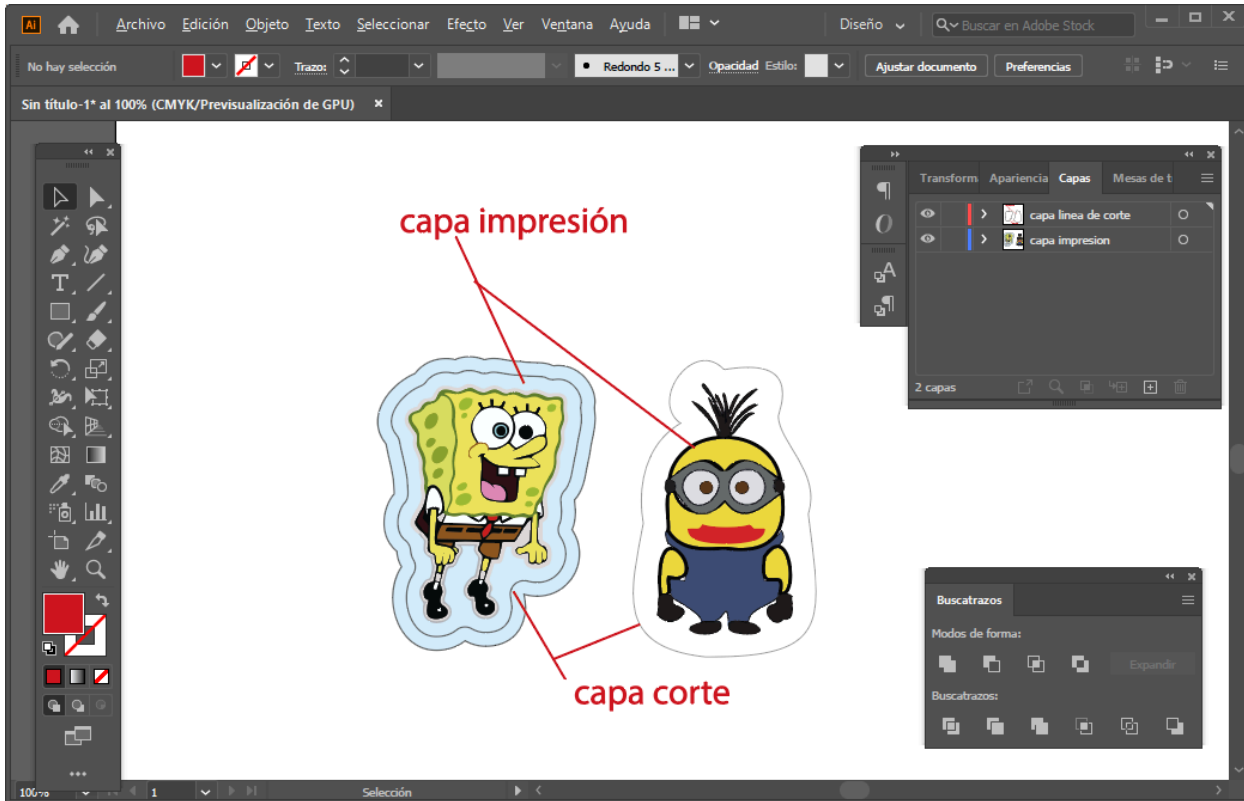 Ai Archivo Edición Objeto Texto Seleccionar Efecto Ver Ventana Ayuda Diseño Buscar en Adobe Stock
No hay selección Trazo: Redondo 5 ... Opacidad Estilo: Ajustar documento Preferencias
Sin título-1* al 100% (CMYK/Previsualización de GPU) ×
Transform Apariencia Capas Mesas de t
capa linea de corte
capa impresion
2 capas
capa impresión
capa corte
Buscatrazos
Modos de forma:
Expandir
Buscatrazos:
100% 1 Selección